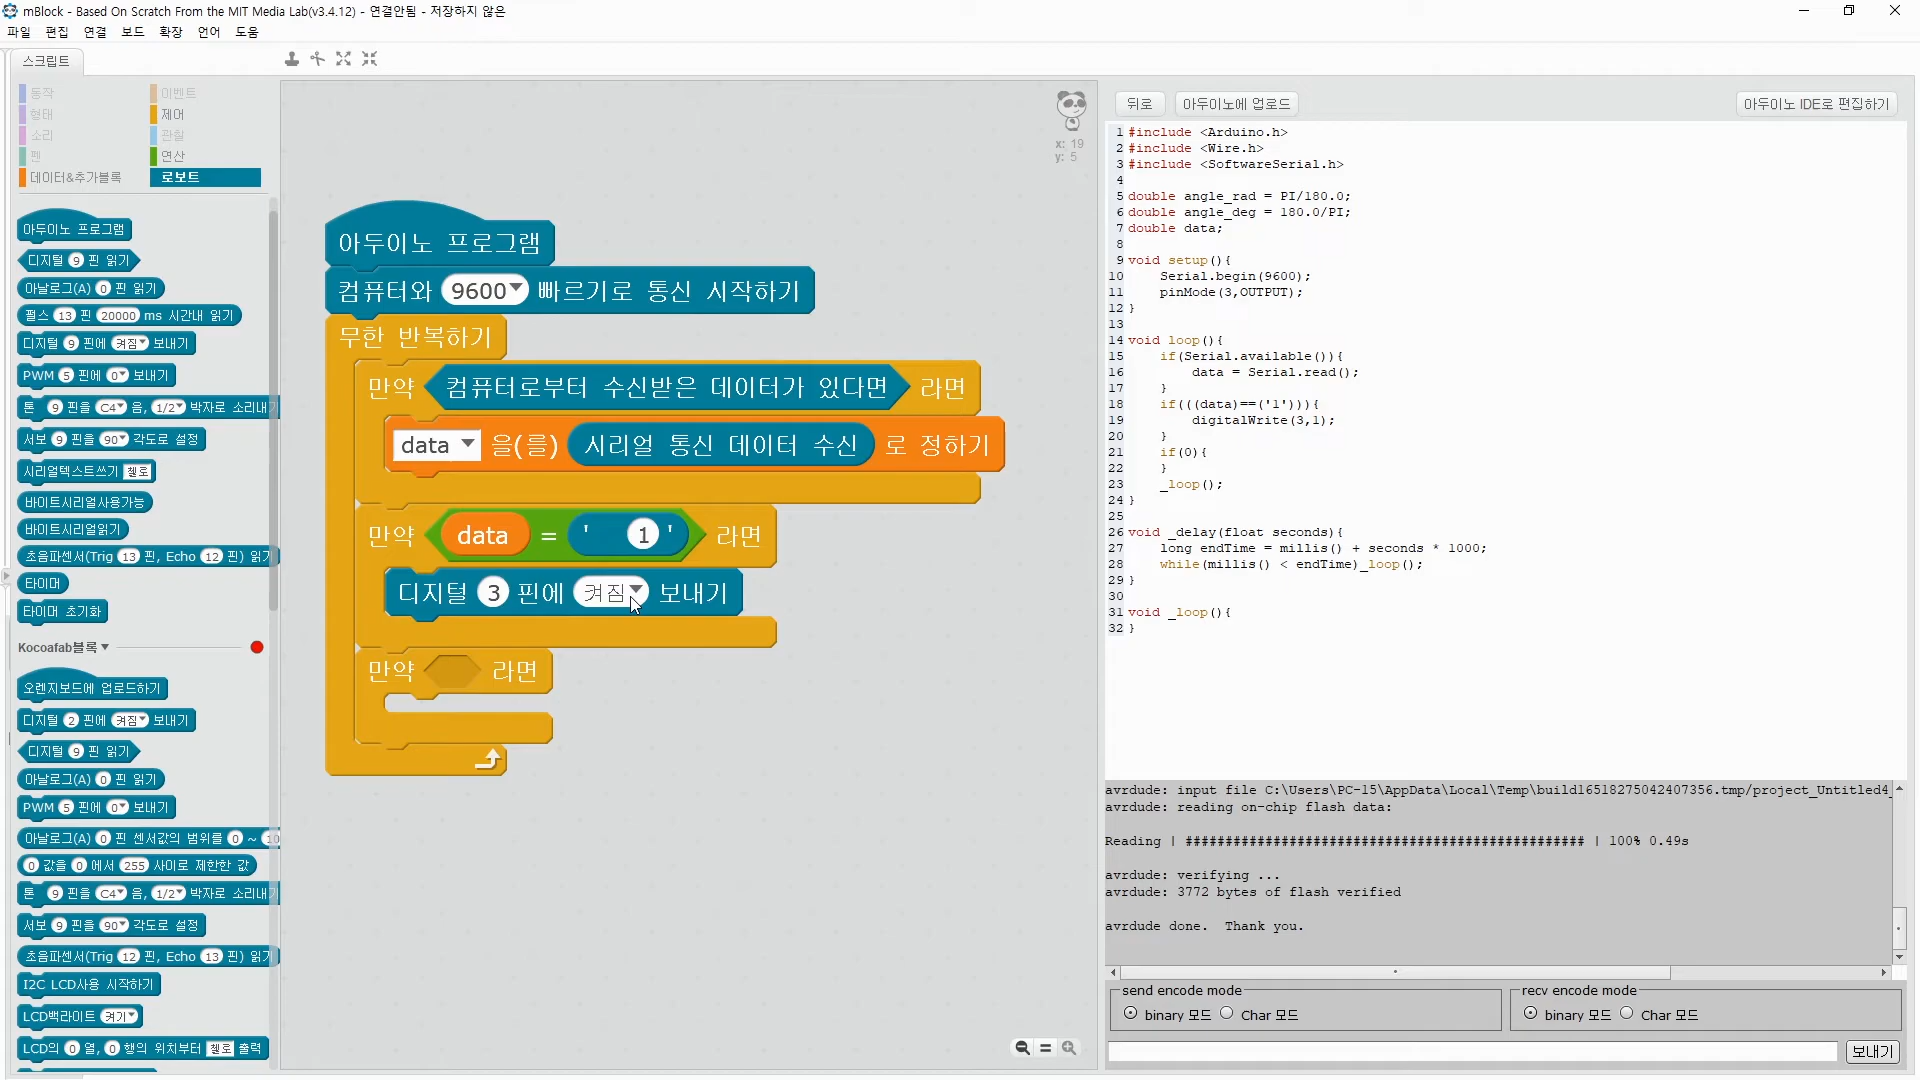 mBlock - Based On Scratch From the MIT Media Lab(v3.4.12) - 연결안됨 - 저장하지 않은
파일 편집 연결 보드 확장 언어 도움
스크립트
동작 이벤트
형태 제어
소리 관찰
펜 연산
데이터&추가블록 로보트
아두이노 프로그램
디지털 9 핀 읽기
아날로그(A) 0 핀 읽기
펄스 13 핀 20000 ms 시간내 읽기
디지털 9 핀에 켜짐 보내기
PWM 5 핀에 0 보내기
톤 9 핀을 C4 음, 1/2 박자로 소리내기
서보 9 핀을 90 각도로 설정
시리얼텍스트쓰기 헬로
바이트시리얼사용가능
바이트시리얼읽기
초음파센서(Trig 13 핀, Echo 12 핀) 읽기
타이머
타이머 초기화
Kocoafab블록
오렌지보드에 업로드하기
디지털 2 핀에 켜짐 보내기
디지털 9 핀 읽기
아날로그(A) 0 핀 읽기
PWM 5 핀에 0 보내기
아날로그(A) 0 핀 센서값의 범위를 0 ~ 10
0 값을 0 에서 255 사이로 제한한 값
톤 9 핀을 C4 음, 1/2 박자로 소리내기
서보 9 핀을 90 각도로 설정
초음파센서(Trig 12 핀, Echo 13 핀) 읽기
I2C LCD사용 시작하기
LCD백라이트 켜기
LCD의 0 열, 0 행의 위치부터 헬로 출력
x: 19
y: 5
아두이노 프로그램
컴퓨터와 9600 빠르기로 통신 시작하기
무한 반복하기
만약 컴퓨터로부터 수신받은 데이터가 있다면 라면
data 을(를) 시리얼 통신 데이터 수신 로 정하기
만약 data = ' 1 ' 라면
디지털 3 핀에 켜짐 보내기
만약 라면
뒤로 아두이노에 업로드 아두이노 IDE로 편집하기
1 #include <Arduino.h>
2 #include <Wire.h>
3 #include <SoftwareSerial.h>
4
5 double angle_rad = PI/180.0;
6 double angle_deg = 180.0/PI;
7 double data;
8
9 void setup(){
10 Serial.begin(9600);
11 pinMode(3,OUTPUT);
12 }
13
14 void loop(){
15 if(Serial.available()){
16 data = Serial.read();
17 }
18 if(((data)==('1'))){
19 digitalWrite(3,1);
20 }
21 if(0){
22 }
23 _loop();
24 }
25
26 void _delay(float seconds){
27 long endTime = millis() + seconds * 1000;
28 while(millis() < endTime)_loop();
29 }
30
31 void _loop(){
32 }
avrdude: input file C:\Users\PC-15\AppData\Local\Temp\build16518275042407356.tmp/project_Untitled4_
avrdude: reading on-chip flash data:
Reading | ################################################## | 100% 0.49s
avrdude: verifying ...
avrdude: 3772 bytes of flash verified
avrdude done.  Thank you.
send encode mode recv encode mode
binary 모드 Char 모드 binary 모드 Char 모드
보내기